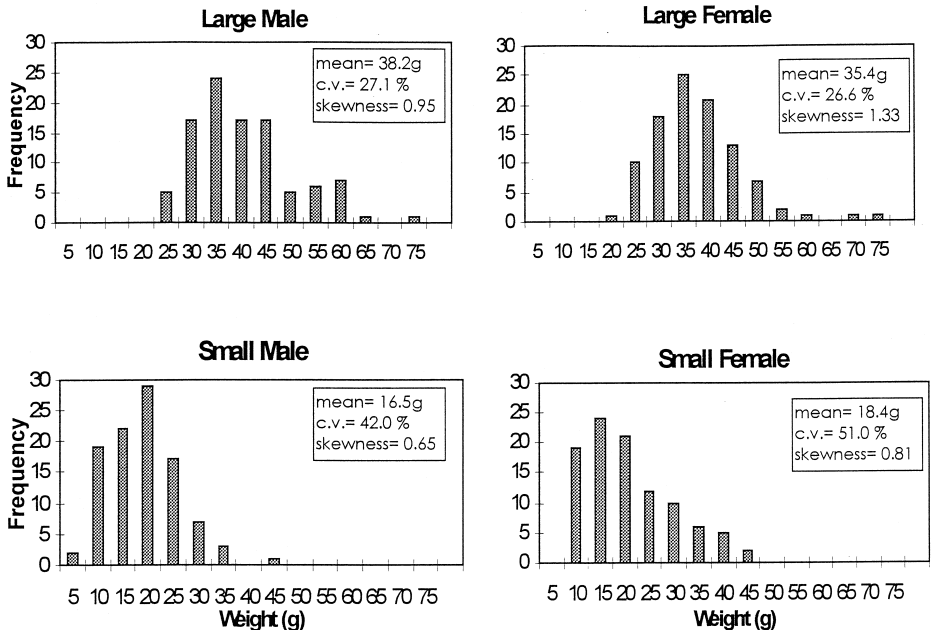 Large Male
30
25
20
15
10
5
0
Frequency
mean= 38.2g
c.v.= 27.1 %
skewness= 0.95
5 10 15 20 25 30 35 40 45 50 55 60 65 70 75
Large Female
30
25
20
15
10
5
0
mean= 35.4g
c.v.= 26.6 %
skewness= 1.33
5 10 15 20 25 30 35 40 45 50 55 60 65 70 75
Small Male
30
25
20
15
10
5
0
Frequency
mean= 16.5g
c.v.= 42.0 %
skewness= 0.65
5 10 15 20 25 30 35 40 45 50 55 60 65 70 75
Weight (g)
Small Female
30
25
20
15
10
5
0
mean= 18.4g
c.v.= 51.0 %
skewness= 0.81
5 10 15 20 25 30 35 40 45 50 55 60 65 70 75
Weight (g)